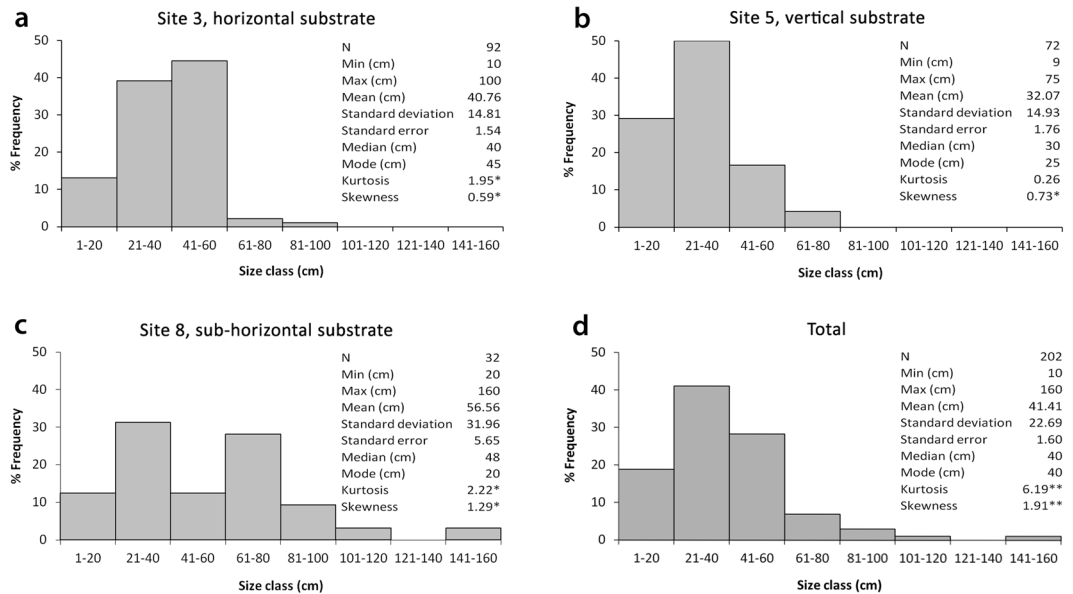 a
Site 3, horizontal substrate
50
40
30
20
10
0
% Frequency
N 92
Min (cm) 10
Max (cm) 100
Mean (cm) 40.76
Standard deviation 14.81
Standard error 1.54
Median (cm) 40
Mode (cm) 45
Kurtosis 1.95*
Skewness 0.59*
1-20 21-40 41-60 61-80 81-100 101-120 121-140 141-160
Size class (cm)
b
Site 5, vertical substrate
50
40
30
20
10
0
% Frequency
N 72
Min (cm) 9
Max (cm) 75
Mean (cm) 32.07
Standard deviation 14.93
Standard error 1.76
Median (cm) 30
Mode (cm) 25
Kurtosis 0.26
Skewness 0.73*
1-20 21-40 41-60 61-80 81-100 101-120 121-140 141-160
Size class (cm)
c
Site 8, sub-horizontal substrate
50
40
30
20
10
0
% Frequency
N 32
Min (cm) 20
Max (cm) 160
Mean (cm) 56.56
Standard deviation 31.96
Standard error 5.65
Median (cm) 48
Mode (cm) 20
Kurtosis 2.22*
Skewness 1.29*
1-20 21-40 41-60 61-80 81-100 101-120 121-140 141-160
Size class (cm)
d
Total
50
40
30
20
10
0
% Frequency
N 202
Min (cm) 10
Max (cm) 160
Mean (cm) 41.41
Standard deviation 22.69
Standard error 1.60
Median (cm) 40
Mode (cm) 40
Kurtosis 6.19**
Skewness 1.91**
1-20 21-40 41-60 61-80 81-100 101-120 121-140 141-160
Size class (cm)